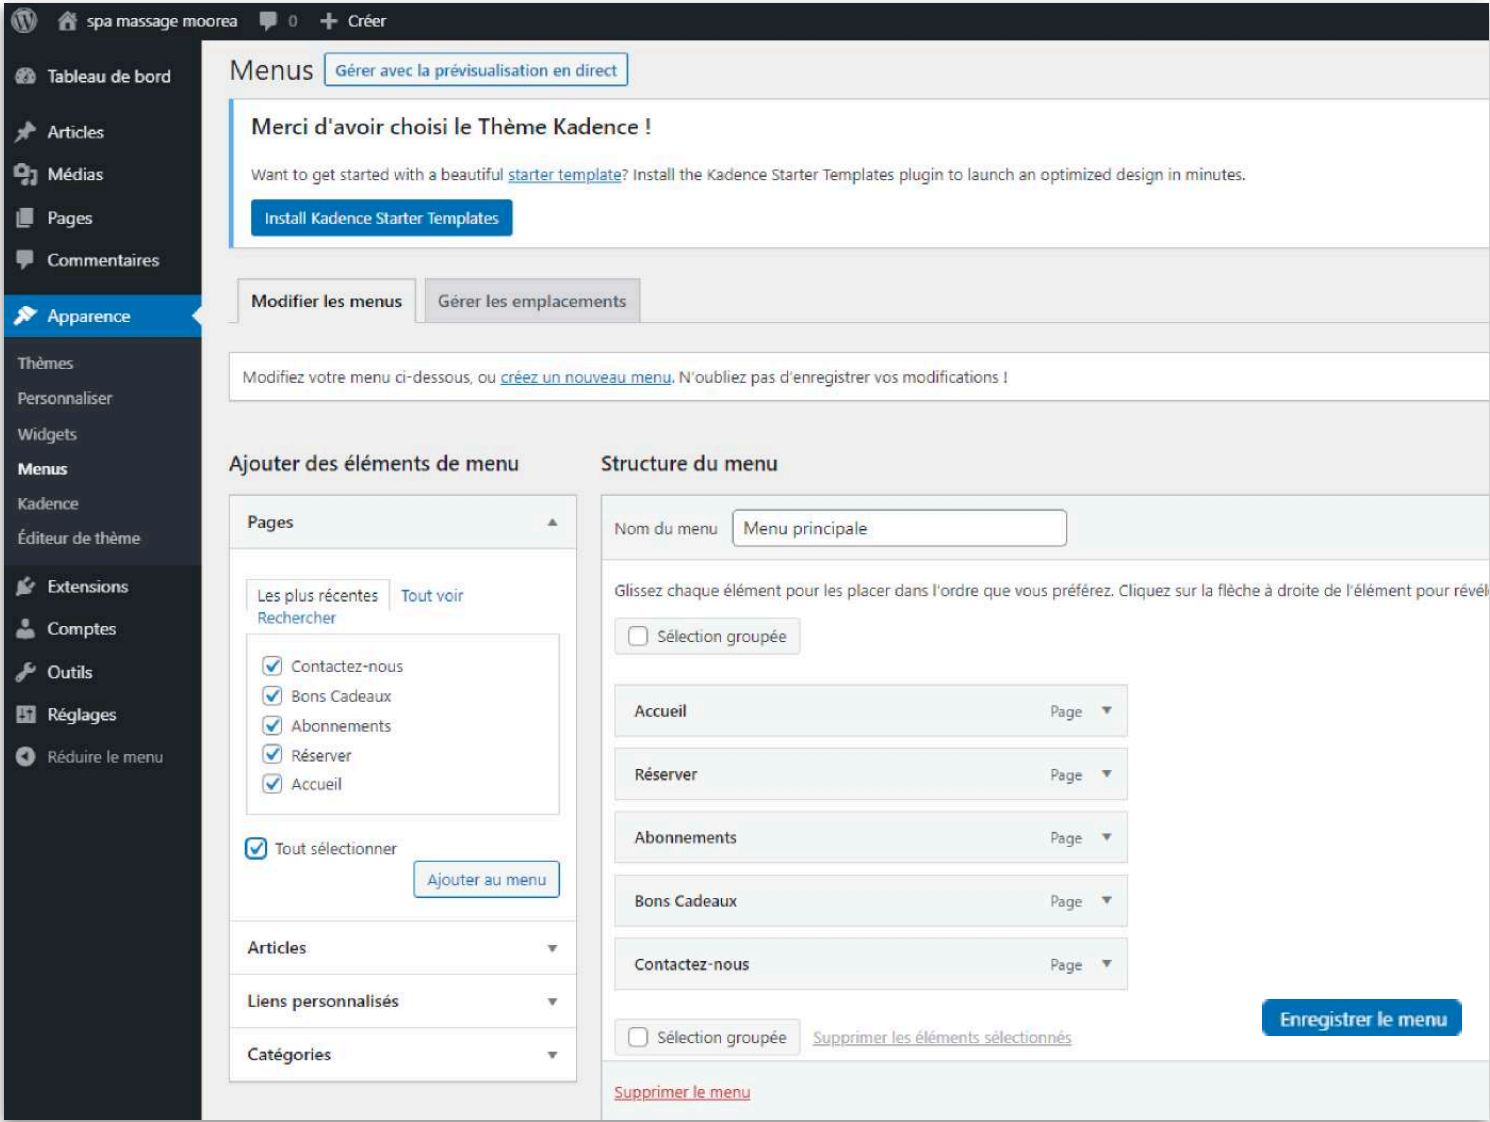 spa massage moorea 0 + Créer
Tableau de bord
Articles
Médias
Pages
Commentaires
Apparence
Thèmes
Personnaliser
Widgets
Menus
Kadence
Éditeur de thème
Extensions
Comptes
Outils
Réglages
Réduire le menu
Menus Gérer avec la prévisualisation en direct
Merci d'avoir choisi le Thème Kadence !
Want to get started with a beautiful starter template? Install the Kadence Starter Templates plugin to launch an optimized design in minutes.
Install Kadence Starter Templates
Modifier les menus Gérer les emplacements
Modifiez votre menu ci-dessous, ou créez un nouveau menu. N'oubliez pas d'enregistrer vos modifications !
Ajouter des éléments de menu
Pages
Les plus récentes Tout voir
Rechercher
Contactez-nous
Bons Cadeaux
Abonnements
Réserver
Accueil
Tout sélectionner
Ajouter au menu
Articles
Liens personnalisés
Catégories
Structure du menu
Nom du menu Menu principale
Glissez chaque élément pour les placer dans l'ordre que vous préférez. Cliquez sur la flèche à droite de l'élément pour révél
Sélection groupée
Accueil Page
Réserver Page
Abonnements Page
Bons Cadeaux Page
Contactez-nous Page
Enregistrer le menu
Sélection groupée Supprimer les éléments sélectionnés
Supprimer le menu